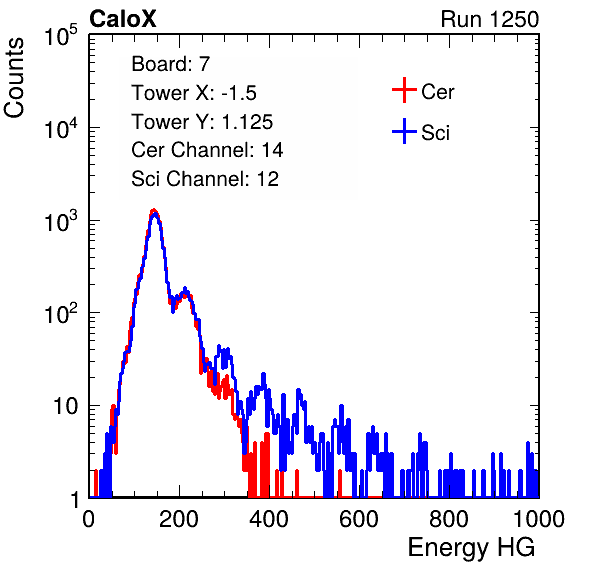 CaloX Run 1250
Counts
Board: 7
Tower X: -1.5
Tower Y: 1.125
Cer Channel: 14
Sci Channel: 12
Cer
Sci
10^5
10^4
10^3
10^2
10
1
0 200 400 600 800 1000
Energy HG